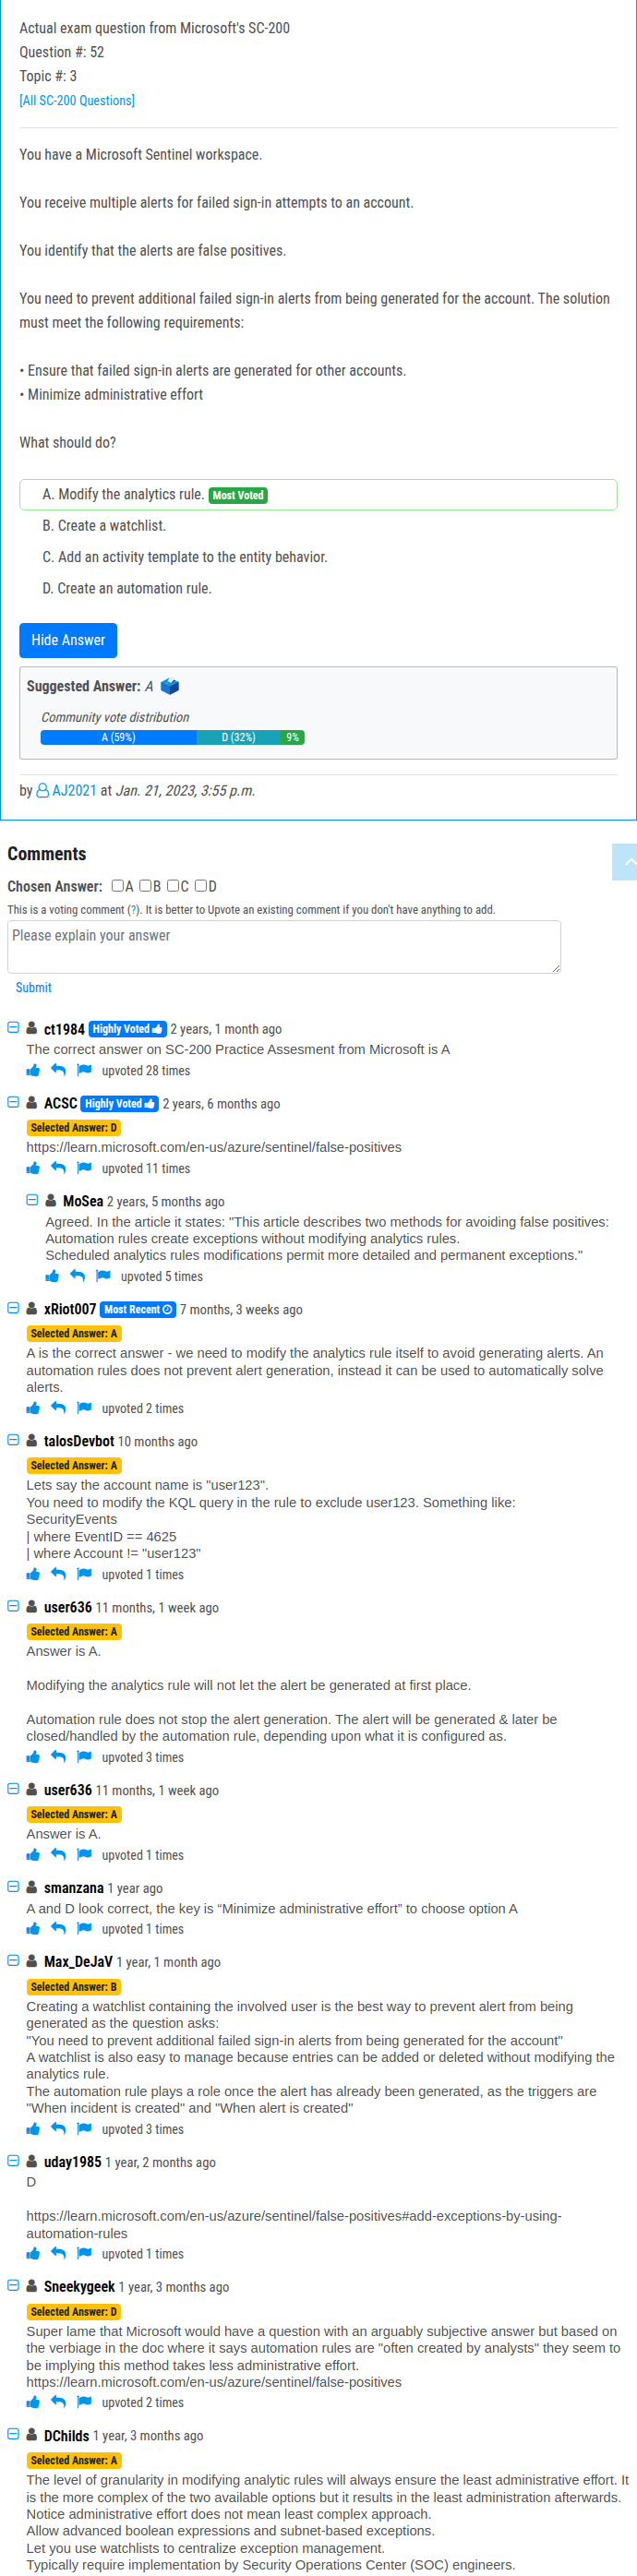 Actual exam question from Microsoft's SC-200
Question #: 52
Topic #: 3
[All SC-200 Questions]
You have a Microsoft Sentinel workspace.
You receive multiple alerts for failed sign-in attempts to an account.
You identify that the alerts are false positives.
You need to prevent additional failed sign-in alerts from being generated for the account. The solution
must meet the following requirements:
• Ensure that failed sign-in alerts are generated for other accounts.
• Minimize administrative effort
What should do?
A. Modify the analytics rule. Most Voted
B. Create a watchlist.
C. Add an activity template to the entity behavior.
D. Create an automation rule.
Hide Answer
Suggested Answer: A
Community vote distribution
A (59%) D (32%) 9%
by AJ2021 at Jan. 21, 2023, 3:55 p.m.
Comments
Chosen Answer: A B C D
This is a voting comment (?). It is better to Upvote an existing comment if you don't have anything to add.
Please explain your answer
Submit
ct1984 Highly Voted 2 years, 1 month ago
The correct answer on SC-200 Practice Assesment from Microsoft is A
upvoted 28 times
ACSC Highly Voted 2 years, 6 months ago
Selected Answer: D
https://learn.microsoft.com/en-us/azure/sentinel/false-positives
upvoted 11 times
MoSea 2 years, 5 months ago
Agreed. In the article it states: "This article describes two methods for avoiding false positives:
Automation rules create exceptions without modifying analytics rules.
Scheduled analytics rules modifications permit more detailed and permanent exceptions."
upvoted 5 times
xRiot007 Most Recent 7 months, 3 weeks ago
Selected Answer: A
A is the correct answer - we need to modify the analytics rule itself to avoid generating alerts. An
automation rules does not prevent alert generation, instead it can be used to automatically solve
alerts.
upvoted 2 times
talosDevbot 10 months ago
Selected Answer: A
Lets say the account name is "user123".
You need to modify the KQL query in the rule to exclude user123. Something like:
SecurityEvents
| where EventID == 4625
| where Account != "user123"
upvoted 1 times
user636 11 months, 1 week ago
Selected Answer: A
Answer is A.
Modifying the analytics rule will not let the alert be generated at first place.
Automation rule does not stop the alert generation. The alert will be generated & later be
closed/handled by the automation rule, depending upon what it is configured as.
upvoted 3 times
user636 11 months, 1 week ago
Selected Answer: A
Answer is A.
upvoted 1 times
smanzana 1 year ago
A and D look correct, the key is “Minimize administrative effort” to choose option A
upvoted 1 times
Max_DeJaV 1 year, 1 month ago
Selected Answer: B
Creating a watchlist containing the involved user is the best way to prevent alert from being
generated as the question asks:
"You need to prevent additional failed sign-in alerts from being generated for the account"
A watchlist is also easy to manage because entries can be added or deleted without modifying the
analytics rule.
The automation rule plays a role once the alert has already been generated, as the triggers are
"When incident is created" and "When alert is created"
upvoted 3 times
uday1985 1 year, 2 months ago
D
https://learn.microsoft.com/en-us/azure/sentinel/false-positives#add-exceptions-by-using-
automation-rules
upvoted 1 times
Sneekygeek 1 year, 3 months ago
Selected Answer: D
Super lame that Microsoft would have a question with an arguably subjective answer but based on
the verbiage in the doc where it says automation rules are "often created by analysts" they seem to
be implying this method takes less administrative effort.
https://learn.microsoft.com/en-us/azure/sentinel/false-positives
upvoted 2 times
DChilds 1 year, 3 months ago
Selected Answer: A
The level of granularity in modifying analytic rules will always ensure the least administrative effort. It
is the more complex of the two available options but it results in the least administration afterwards.
Notice administrative effort does not mean least complex approach.
Allow advanced boolean expressions and subnet-based exceptions.
Let you use watchlists to centralize exception management.
Typically require implementation by Security Operations Center (SOC) engineers.